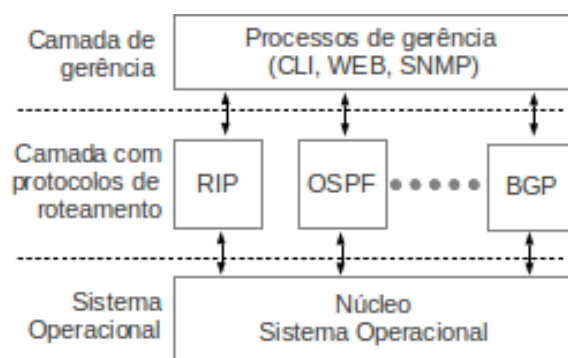 Camada de
gerência
Processos de gerência
(CLI, WEB, SNMP)
Camada com
protocolos de
roteamento
RIP
OSPF
BGP
Sistema
Operacional
Núcleo
Sistema Operacional